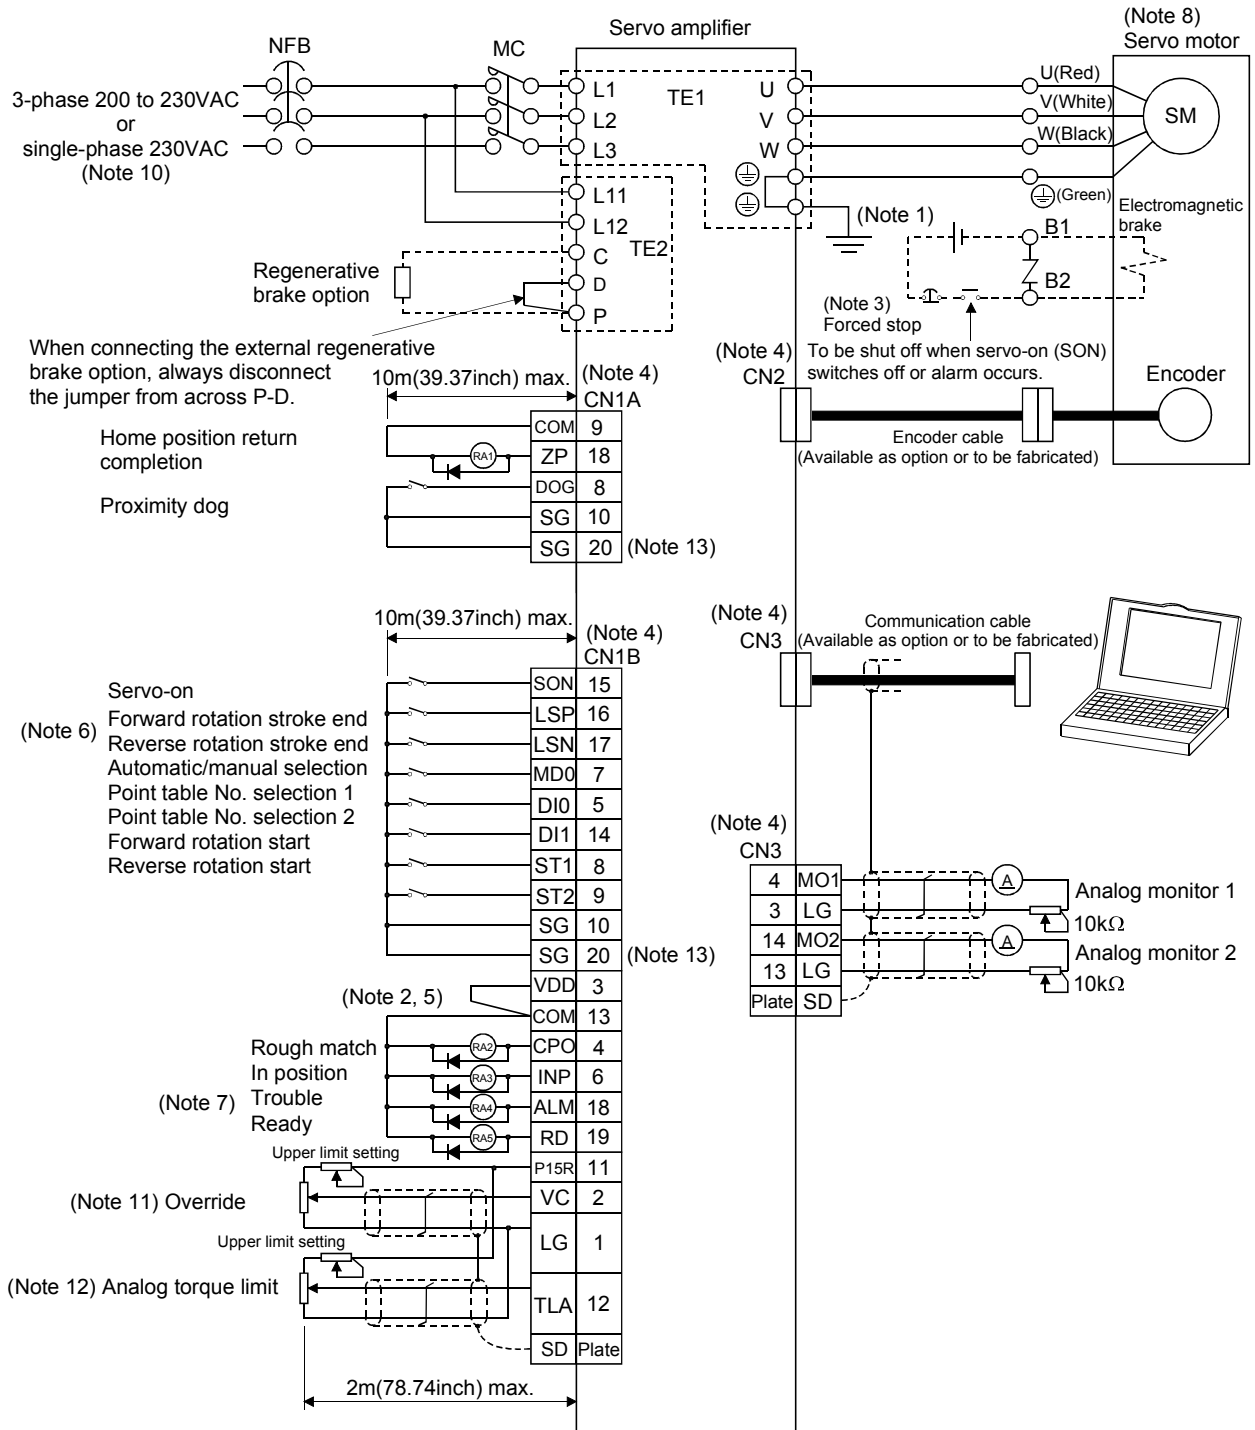 Servo amplifier
(Note 8)
Servo motor
NFB
MC
3-phase 200 to 230VAC
or
single-phase 230VAC
(Note 10)
L1
L2
L3
TE1
U
V
W
U(Red)
V(White)
W(Black)
(Green)
SM
L11
L12
C
D
P
TE2
(Note 1)
Electromagnetic
brake
B1
B2
Regenerative
brake option
(Note 3)
Forced stop
To be shut off when servo-on (SON)
switches off or alarm occurs.
When connecting the external regenerative
brake option, always disconnect
the jumper from across P-D.
10m(39.37inch) max.
(Note 4)
CN1A
(Note 4)
CN2
Encoder
Encoder cable
(Available as option or to be fabricated)
Home position return
completion
Proximity dog
RA1
COM 9
ZP 18
DOG 8
SG 10
SG 20 (Note 13)
10m(39.37inch) max.
(Note 4)
CN1B
(Note 4)
CN3
Communication cable
(Available as option or to be fabricated)
(Note 6)
Servo-on
Forward rotation stroke end
Reverse rotation stroke end
Automatic/manual selection
Point table No. selection 1
Point table No. selection 2
Forward rotation start
Reverse rotation start
SON 15
LSP 16
LSN 17
MD0 7
DI0 5
DI1 14
ST1 8
ST2 9
SG 10
SG 20 (Note 13)
VDD 3
COM 13
CPO 4
INP 6
ALM 18
RD 19
P15R 11
VC 2
LG 1
TLA 12
SD Plate
(Note 2, 5)
(Note 7)
Rough match
In position
Trouble
Ready
RA2
RA3
RA4
RA5
Upper limit setting
(Note 11) Override
Upper limit setting
(Note 12) Analog torque limit
2m(78.74inch) max.
(Note 4)
CN3
4 MO1
3 LG
14 MO2
13 LG
Plate SD
A
Analog monitor 1
10kΩ
A
Analog monitor 2
10kΩ